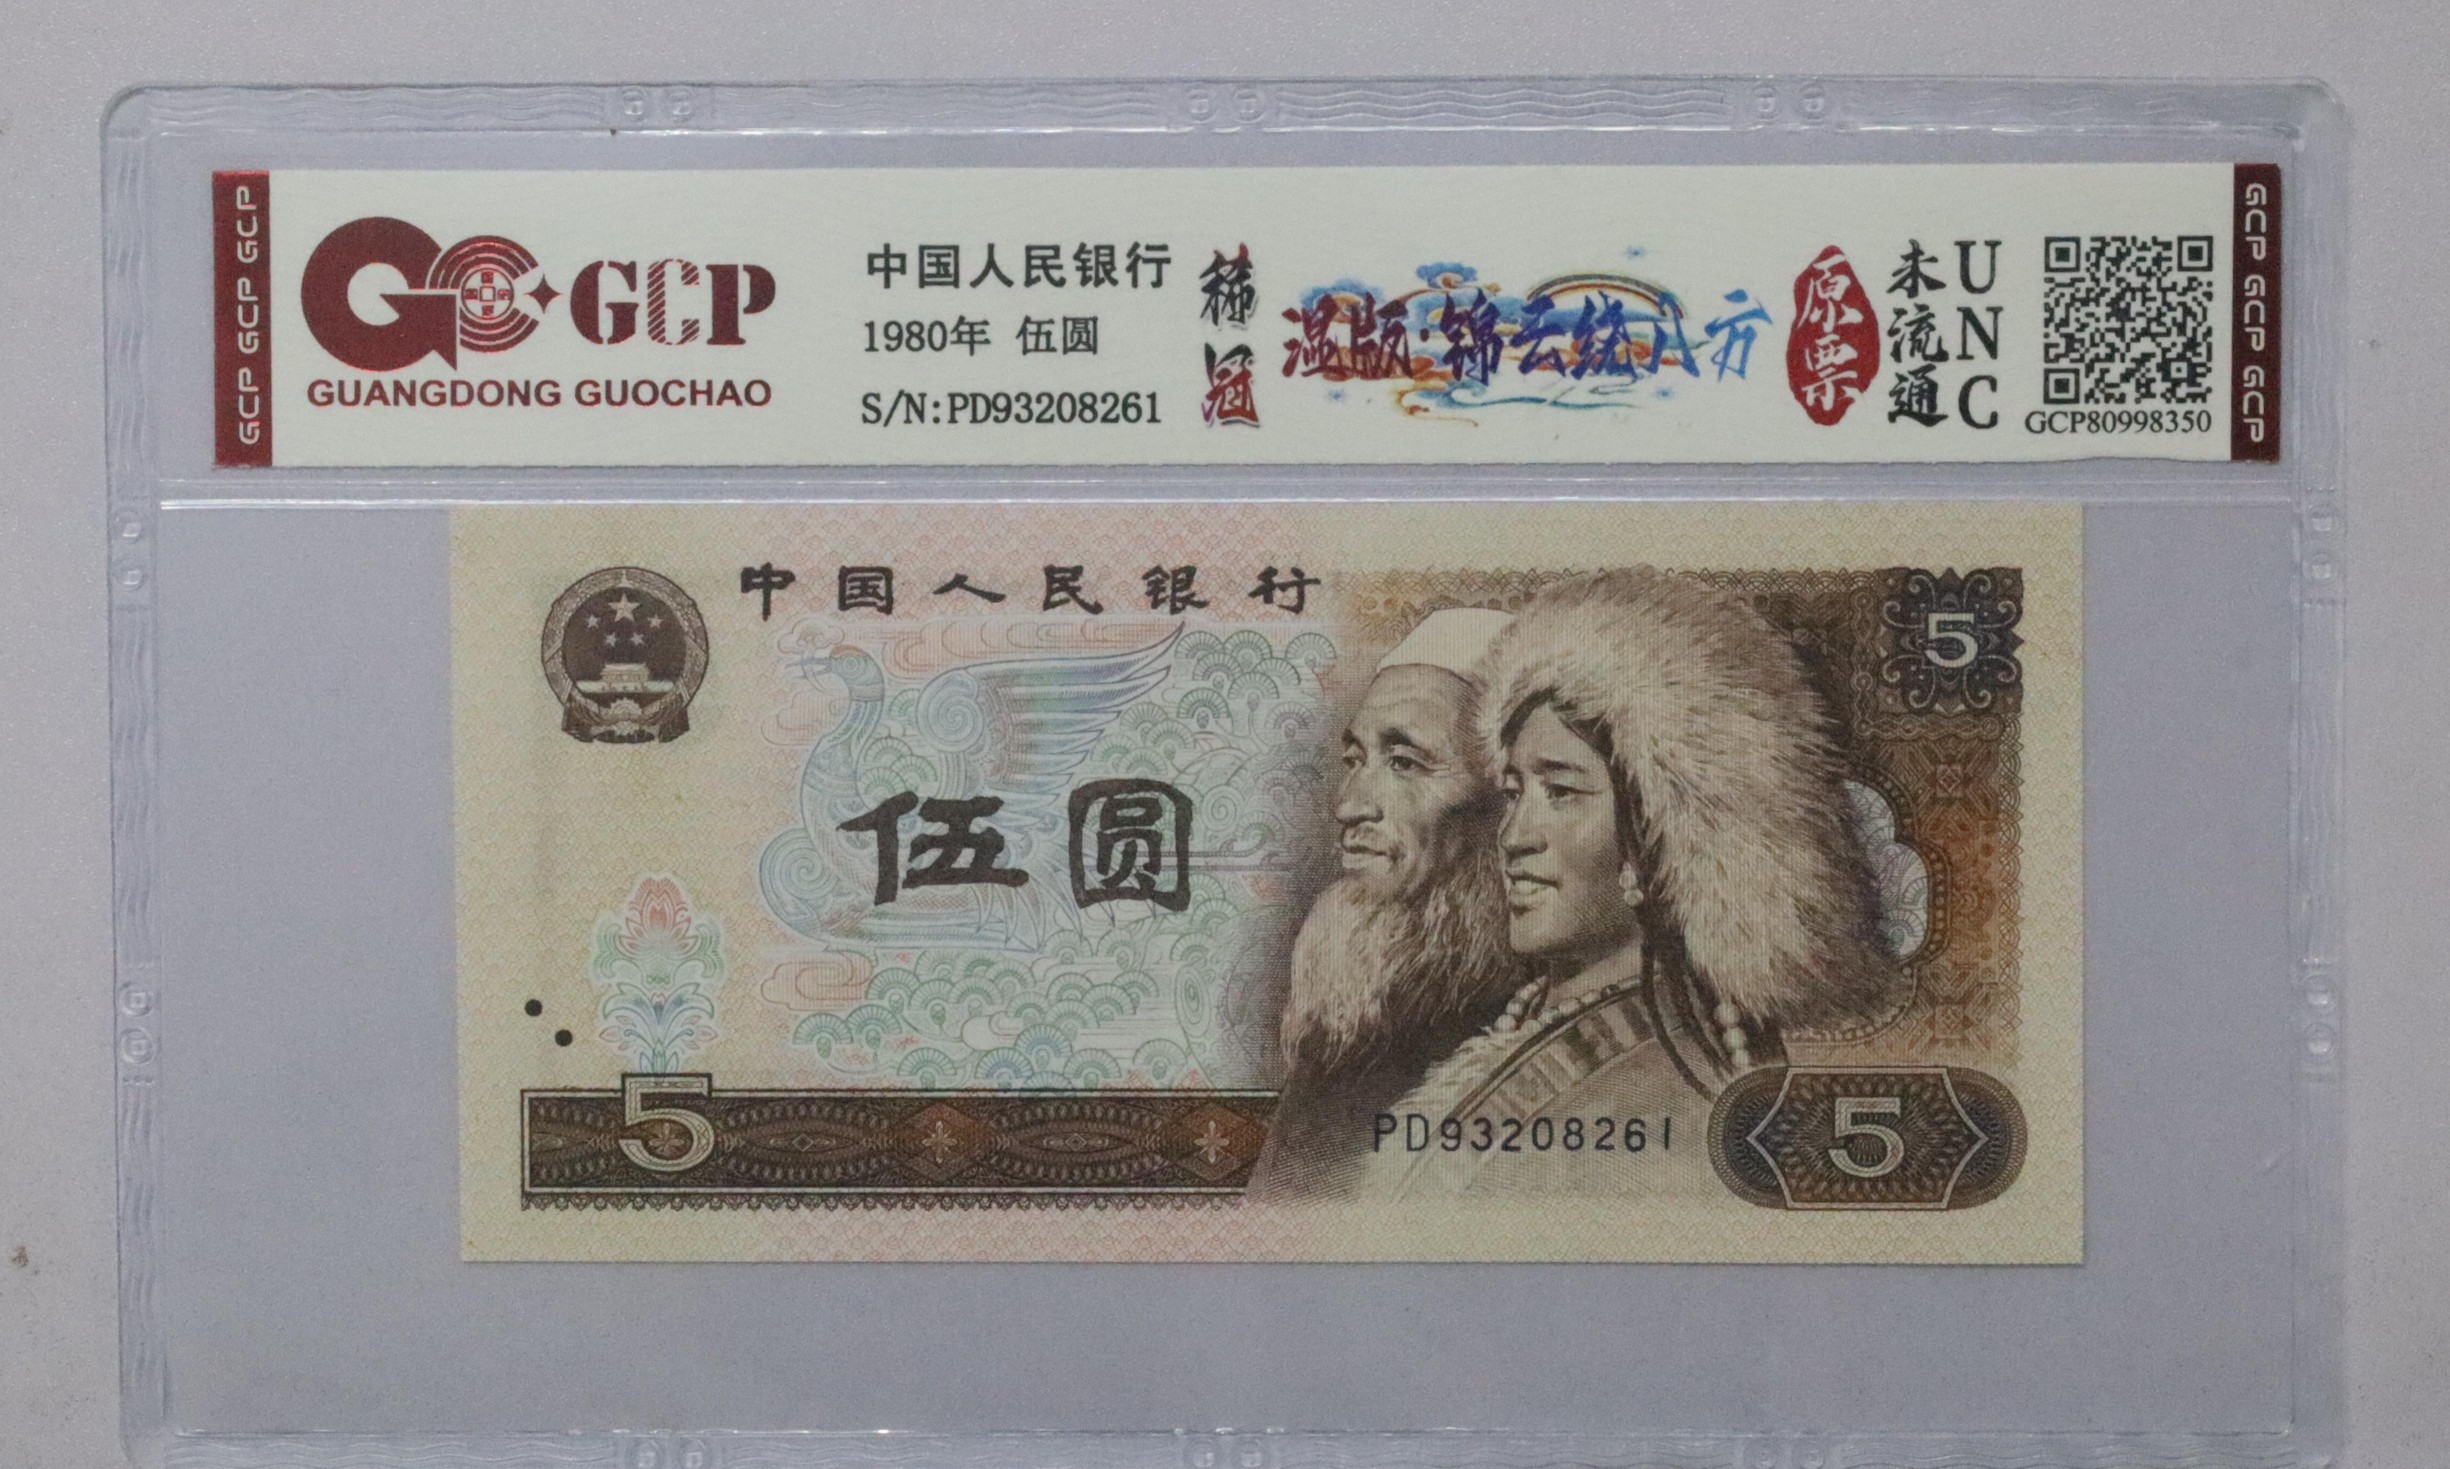 GCP GCP GCP
GCP
GUANGDONG GUOCHAO
中国人民银行
1980年 伍圆
S/N:PD93208261
稀冠
温版·锦云绕八方
原票
未流通
UNC
GCP80998350
GCP GCP GCP
中国人民银行
5
伍圆
5
PD93208261
5